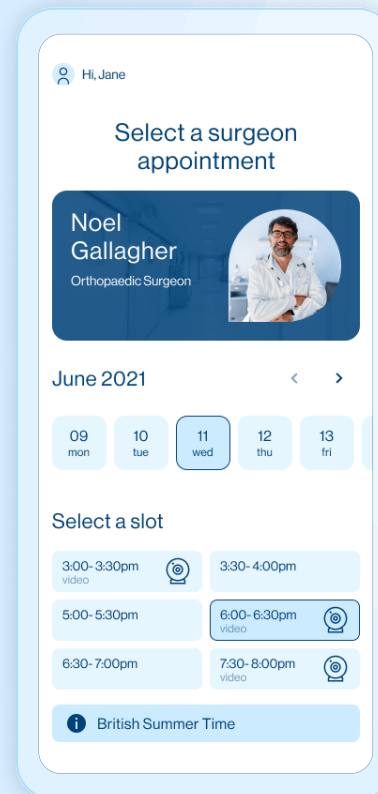 Hi, Jane
Select a surgeon
appointment
Noel
Gallagher
Orthopaedic Surgeon
June 2021
09 10 11 12 13
mon tue wed thu fri
Select a slot
3:00-3:30pm 3:30-4:00pm
video
5:00-5:30pm 6:00-6:30pm
video
6:30-7:00pm 7:30-8:00pm
video
British Summer Time